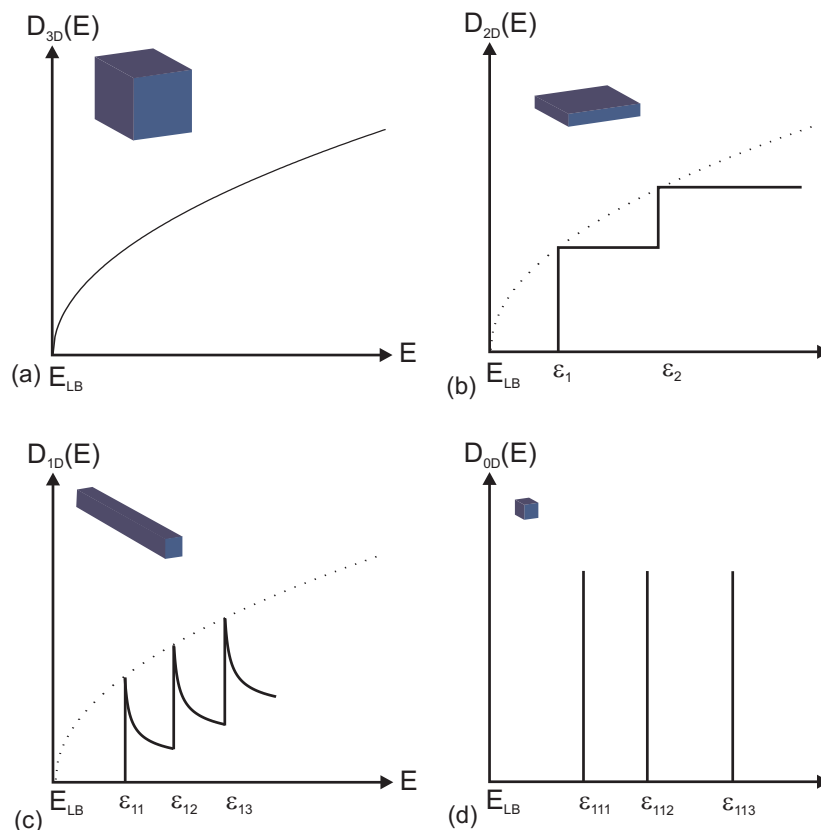 D3D(E)
E
ELB
(a)
D2D(E)
ELB
ε1
ε2
(b)
D1D(E)
E
ELB
ε11
ε12
ε13
(c)
D0D(E)
ELB
ε111
ε112
ε113
(d)